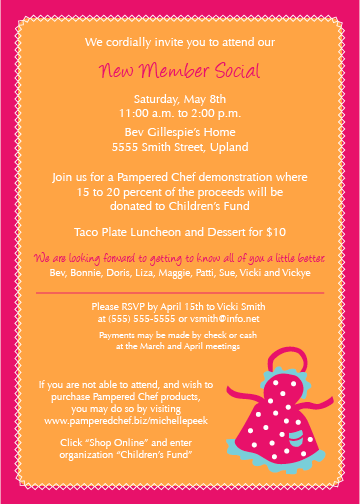 We cordially invite you to attend our
New Member Social
Saturday, May 8th
11:00 a.m. to 2:00 p.m.
Bev Gillespie's Home
5555 Smith Street, Upland
Join us for a Pampered Chef demonstration where
15 to 20 percent of the proceeds will be
donated to Children's Fund
Taco Plate Luncheon and Dessert for $10
We are looking forward to getting to know all of you a little better.
Bev, Bonnie, Doris, Liza, Maggie, Patti, Sue, Vicki and Vickye
Please RSVP by April 15th to Vicki Smith
at (555) 555-5555 or vsmith@info.net
Payments may be made by check or cash
at the March and April meetings
If you are not able to attend, and wish to
purchase Pampered Chef products,
you may do so by visiting
www.pamperedchef.biz/michellepeek
Click “Shop Online” and enter
organization “Children's Fund”